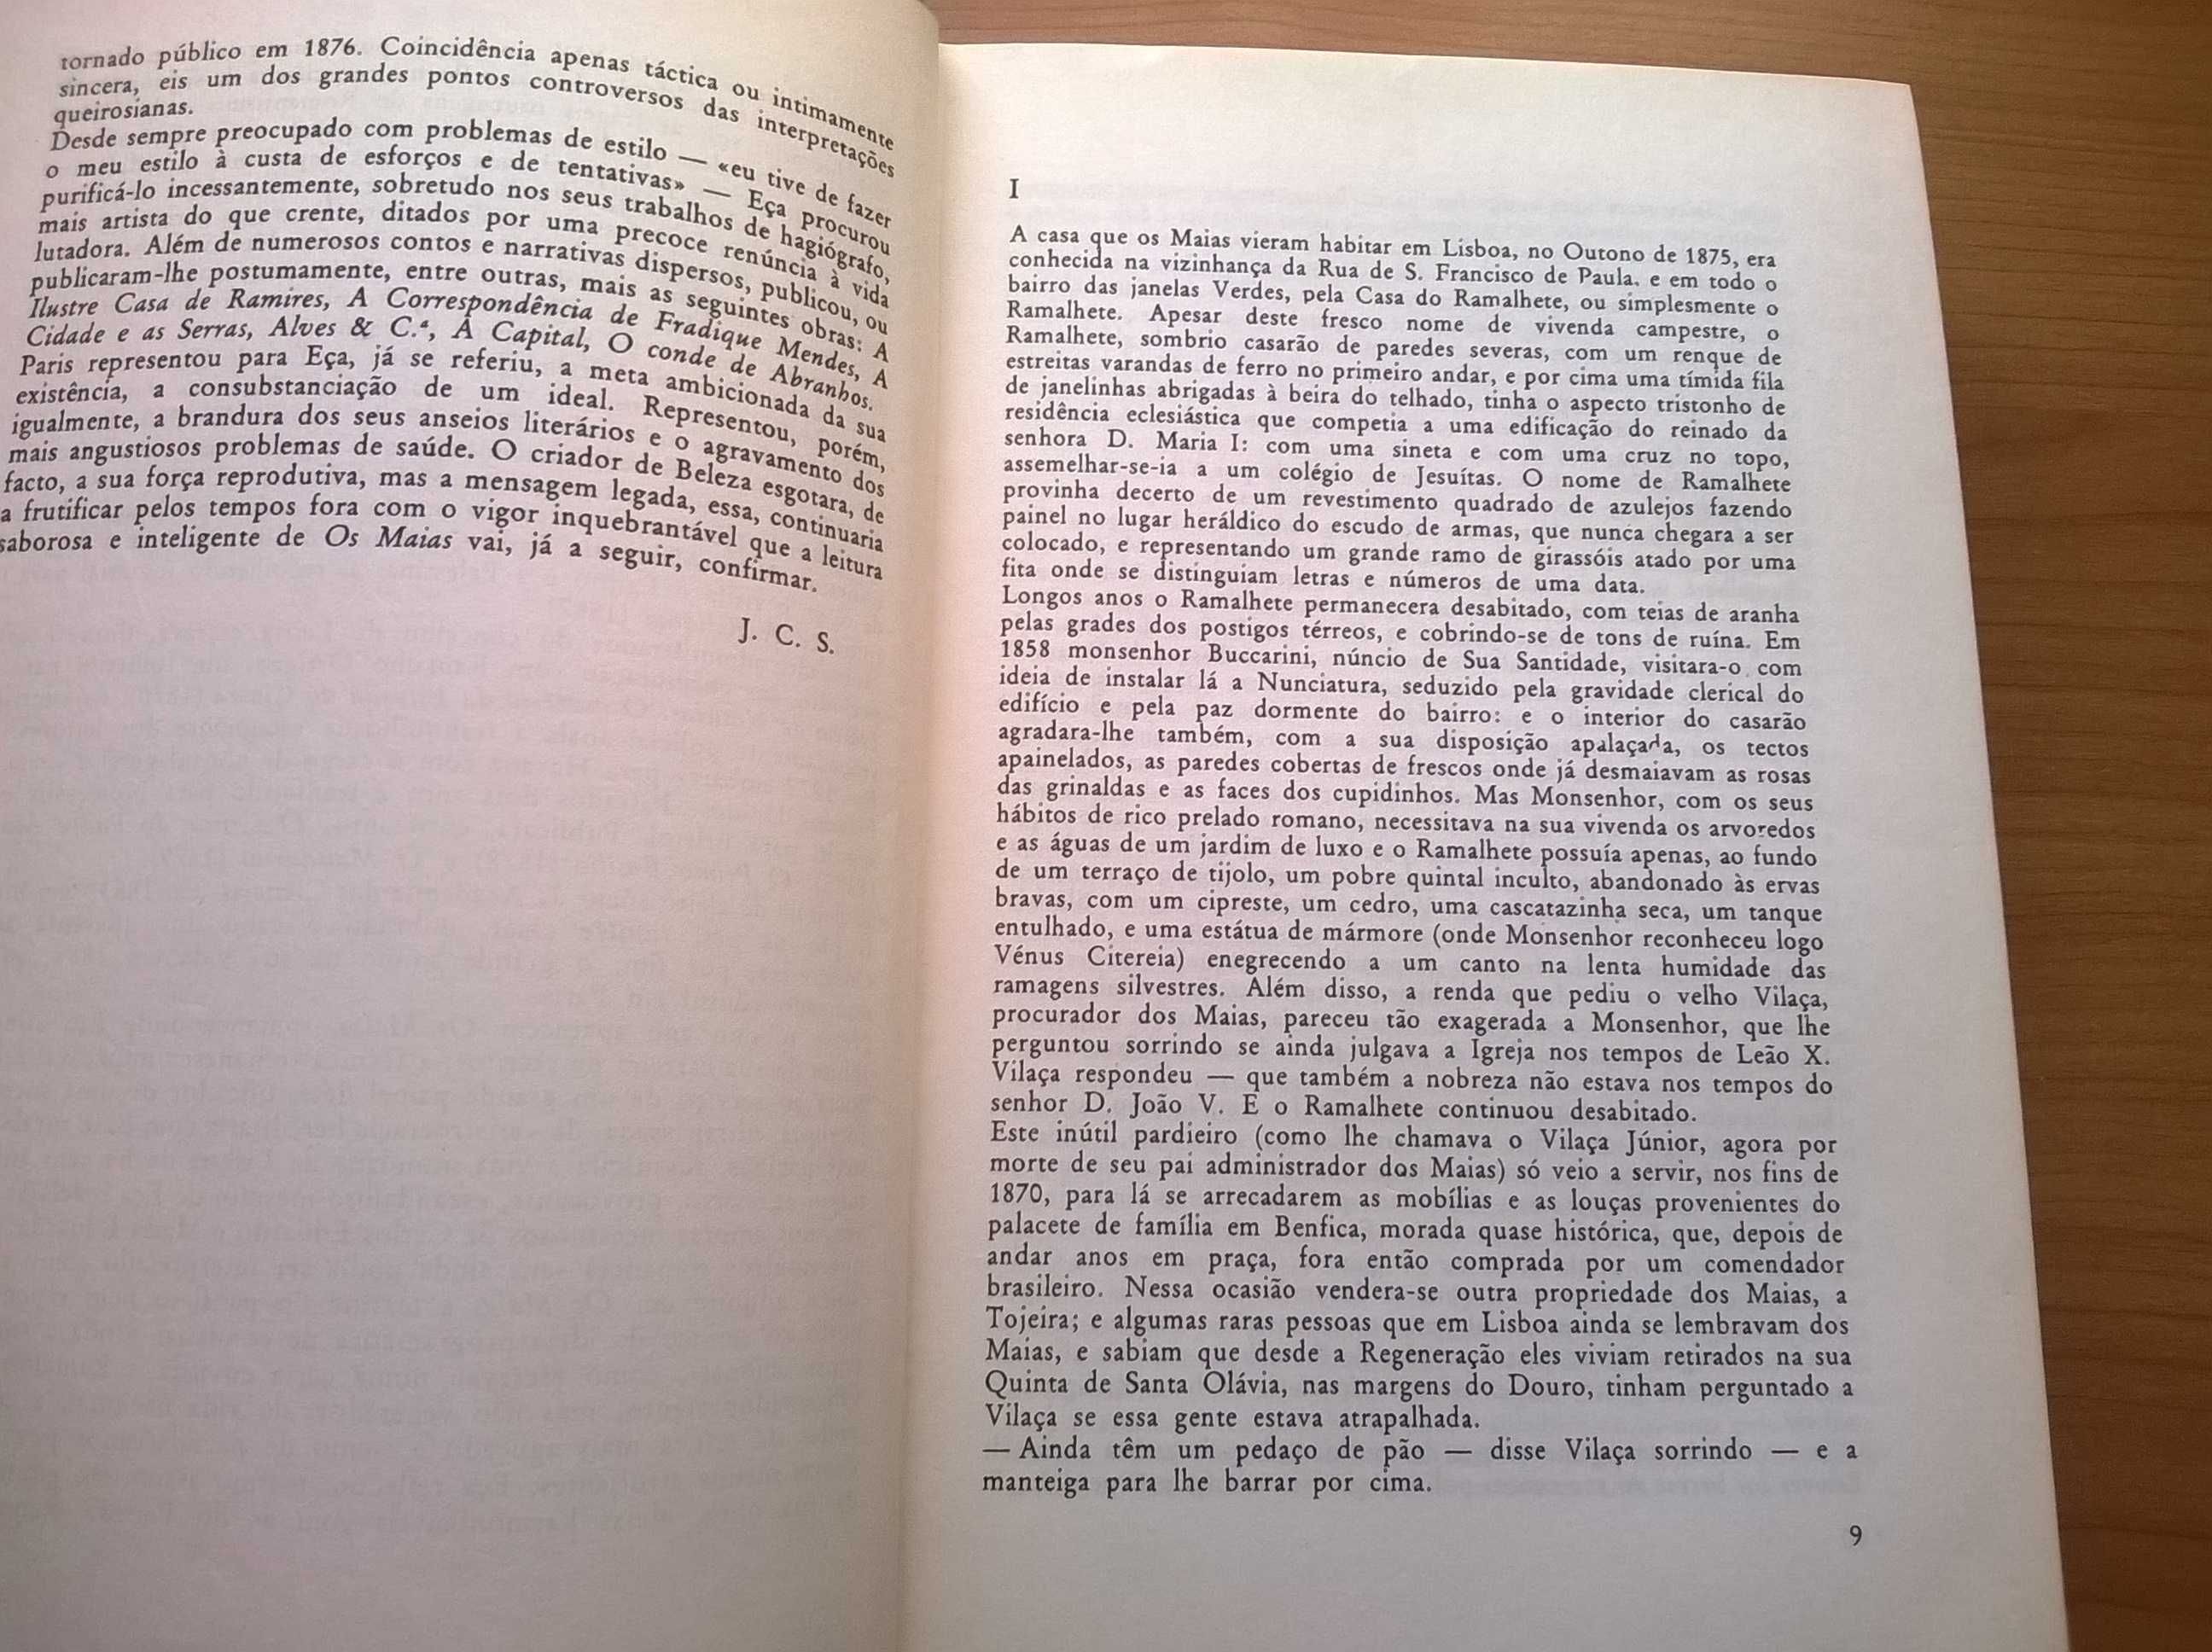 tornado público em 1876. Coincidência apenas táctica ou intimamente
sincera, eis um dos grandes pontos controversos das interpretações
queirosianas.
Desde sempre preocupado com problemas de estilo — «eu tive de fazer
o meu estilo à custa de esforços e de tentativas» — Eça procurou
purificá-lo incessantemente, sobretudo nos seus trabalhos de hagiógrafo,
mais artista do que crente, ditados por uma precoce renúncia à vida
lutadora. Além de numerosos contos e narrativas dispersos, publicou, ou
publicaram-lhe postumamente, entre outras, mais as seguintes obras: A
Ilustre Casa de Ramires, A Correspondência de Fradique Mendes, A
Cidade e as Serras, Alves & C.ª, A Capital, O conde de Abranhos.
Paris representou para Eça, já se referiu, a meta ambicionada da sua
existência, a consubstanciação de um ideal. Representou, porém,
igualmente, a brandura dos seus anseios literários e o agravamento dos
mais angustiosos problemas de saúde. O criador de Beleza esgotara, de
facto, a sua força reprodutiva, mas a mensagem legada, essa, continuaria
a frutificar pelos tempos fora com o vigor inquebrantável que a leitura
saborosa e inteligente de Os Maias vai, já a seguir, confirmar.
J. C. S.
I
A casa que os Maias vieram habitar em Lisboa, no Outono de 1875, era
conhecida na vizinhança da Rua de S. Francisco de Paula, e em todo o
bairro das janelas Verdes, pela Casa do Ramalhete, ou simplesmente o
Ramalhete. Apesar deste fresco nome de vivenda campestre, o
Ramalhete, sombrio casarão de paredes severas, com um renque de
estreitas varandas de ferro no primeiro andar, e por cima uma tímida fila
de janelinhas abrigadas à beira do telhado, tinha o aspecto tristonho de
residência eclesiástica que competia a uma edificação do reinado da
senhora D. Maria I: com uma sineta e com uma cruz no topo,
assemelhar-se-ia a um colégio de Jesuítas. O nome de Ramalhete
provinha decerto de um revestimento quadrado de azulejos fazendo
painel no lugar heráldico do escudo de armas, que nunca chegara a ser
colocado, e representando um grande ramo de girassóis atado por uma
fita onde se distinguiam letras e números de uma data.
Longos anos o Ramalhete permanecera desabitado, com teias de aranha
pelas grades dos postigos térreos, e cobrindo-se de tons de ruína. Em
1858 monsenhor Buccarini, núncio de Sua Santidade, visitara-o com
ideia de instalar lá a Nunciatura, seduzido pela gravidade clerical do
edifício e pela paz dormente do bairro: e o interior do casarão
agradara-lhe também, com a sua disposição apalaçada, os tectos
apainelados, as paredes cobertas de frescos onde já desmaiavam as rosas
das grinaldas e as faces dos cupidinhos. Mas Monsenhor, com os seus
hábitos de rico prelado romano, necessitava na sua vivenda os arvoredos
e as águas de um jardim de luxo e o Ramalhete possuía apenas, ao fundo
de um terraço de tijolo, um pobre quintal inculto, abandonado às ervas
bravas, com um cipreste, um cedro, uma cascatazinha seca, um tanque
entulhado, e uma estátua de mármore (onde Monsenhor reconheceu logo
Vénus Citereia) enegrecendo a um canto na lenta humidade das
ramagens silvestres. Além disso, a renda que pediu o velho Vilaça,
procurador dos Maias, pareceu tão exagerada a Monsenhor, que lhe
perguntou sorrindo se ainda julgava a Igreja nos tempos de Leão X.
Vilaça respondeu — que também a nobreza não estava nos tempos do
senhor D. João V. E o Ramalhete continuou desabitado.
Este inútil pardieiro (como lhe chamava o Vilaça Júnior, agora por
morte de seu pai administrador dos Maias) só veio a servir, nos fins de
1870, para lá se arrecadarem as mobílias e as louças provenientes do
palacete de família em Benfica, morada quase histórica, que, depois de
andar anos em praça, fora então comprada por um comendador
brasileiro. Nessa ocasião vendera-se outra propriedade dos Maias, a
Tojeira; e algumas raras pessoas que em Lisboa ainda se lembravam dos
Maias, e sabiam que desde a Regeneração eles viviam retirados na sua
Quinta de Santa Olávia, nas margens do Douro, tinham perguntado a
Vilaça se essa gente estava atrapalhada.
— Ainda têm um pedaço de pão — disse Vilaça sorrindo — e a
manteiga para lhe barrar por cima.
9